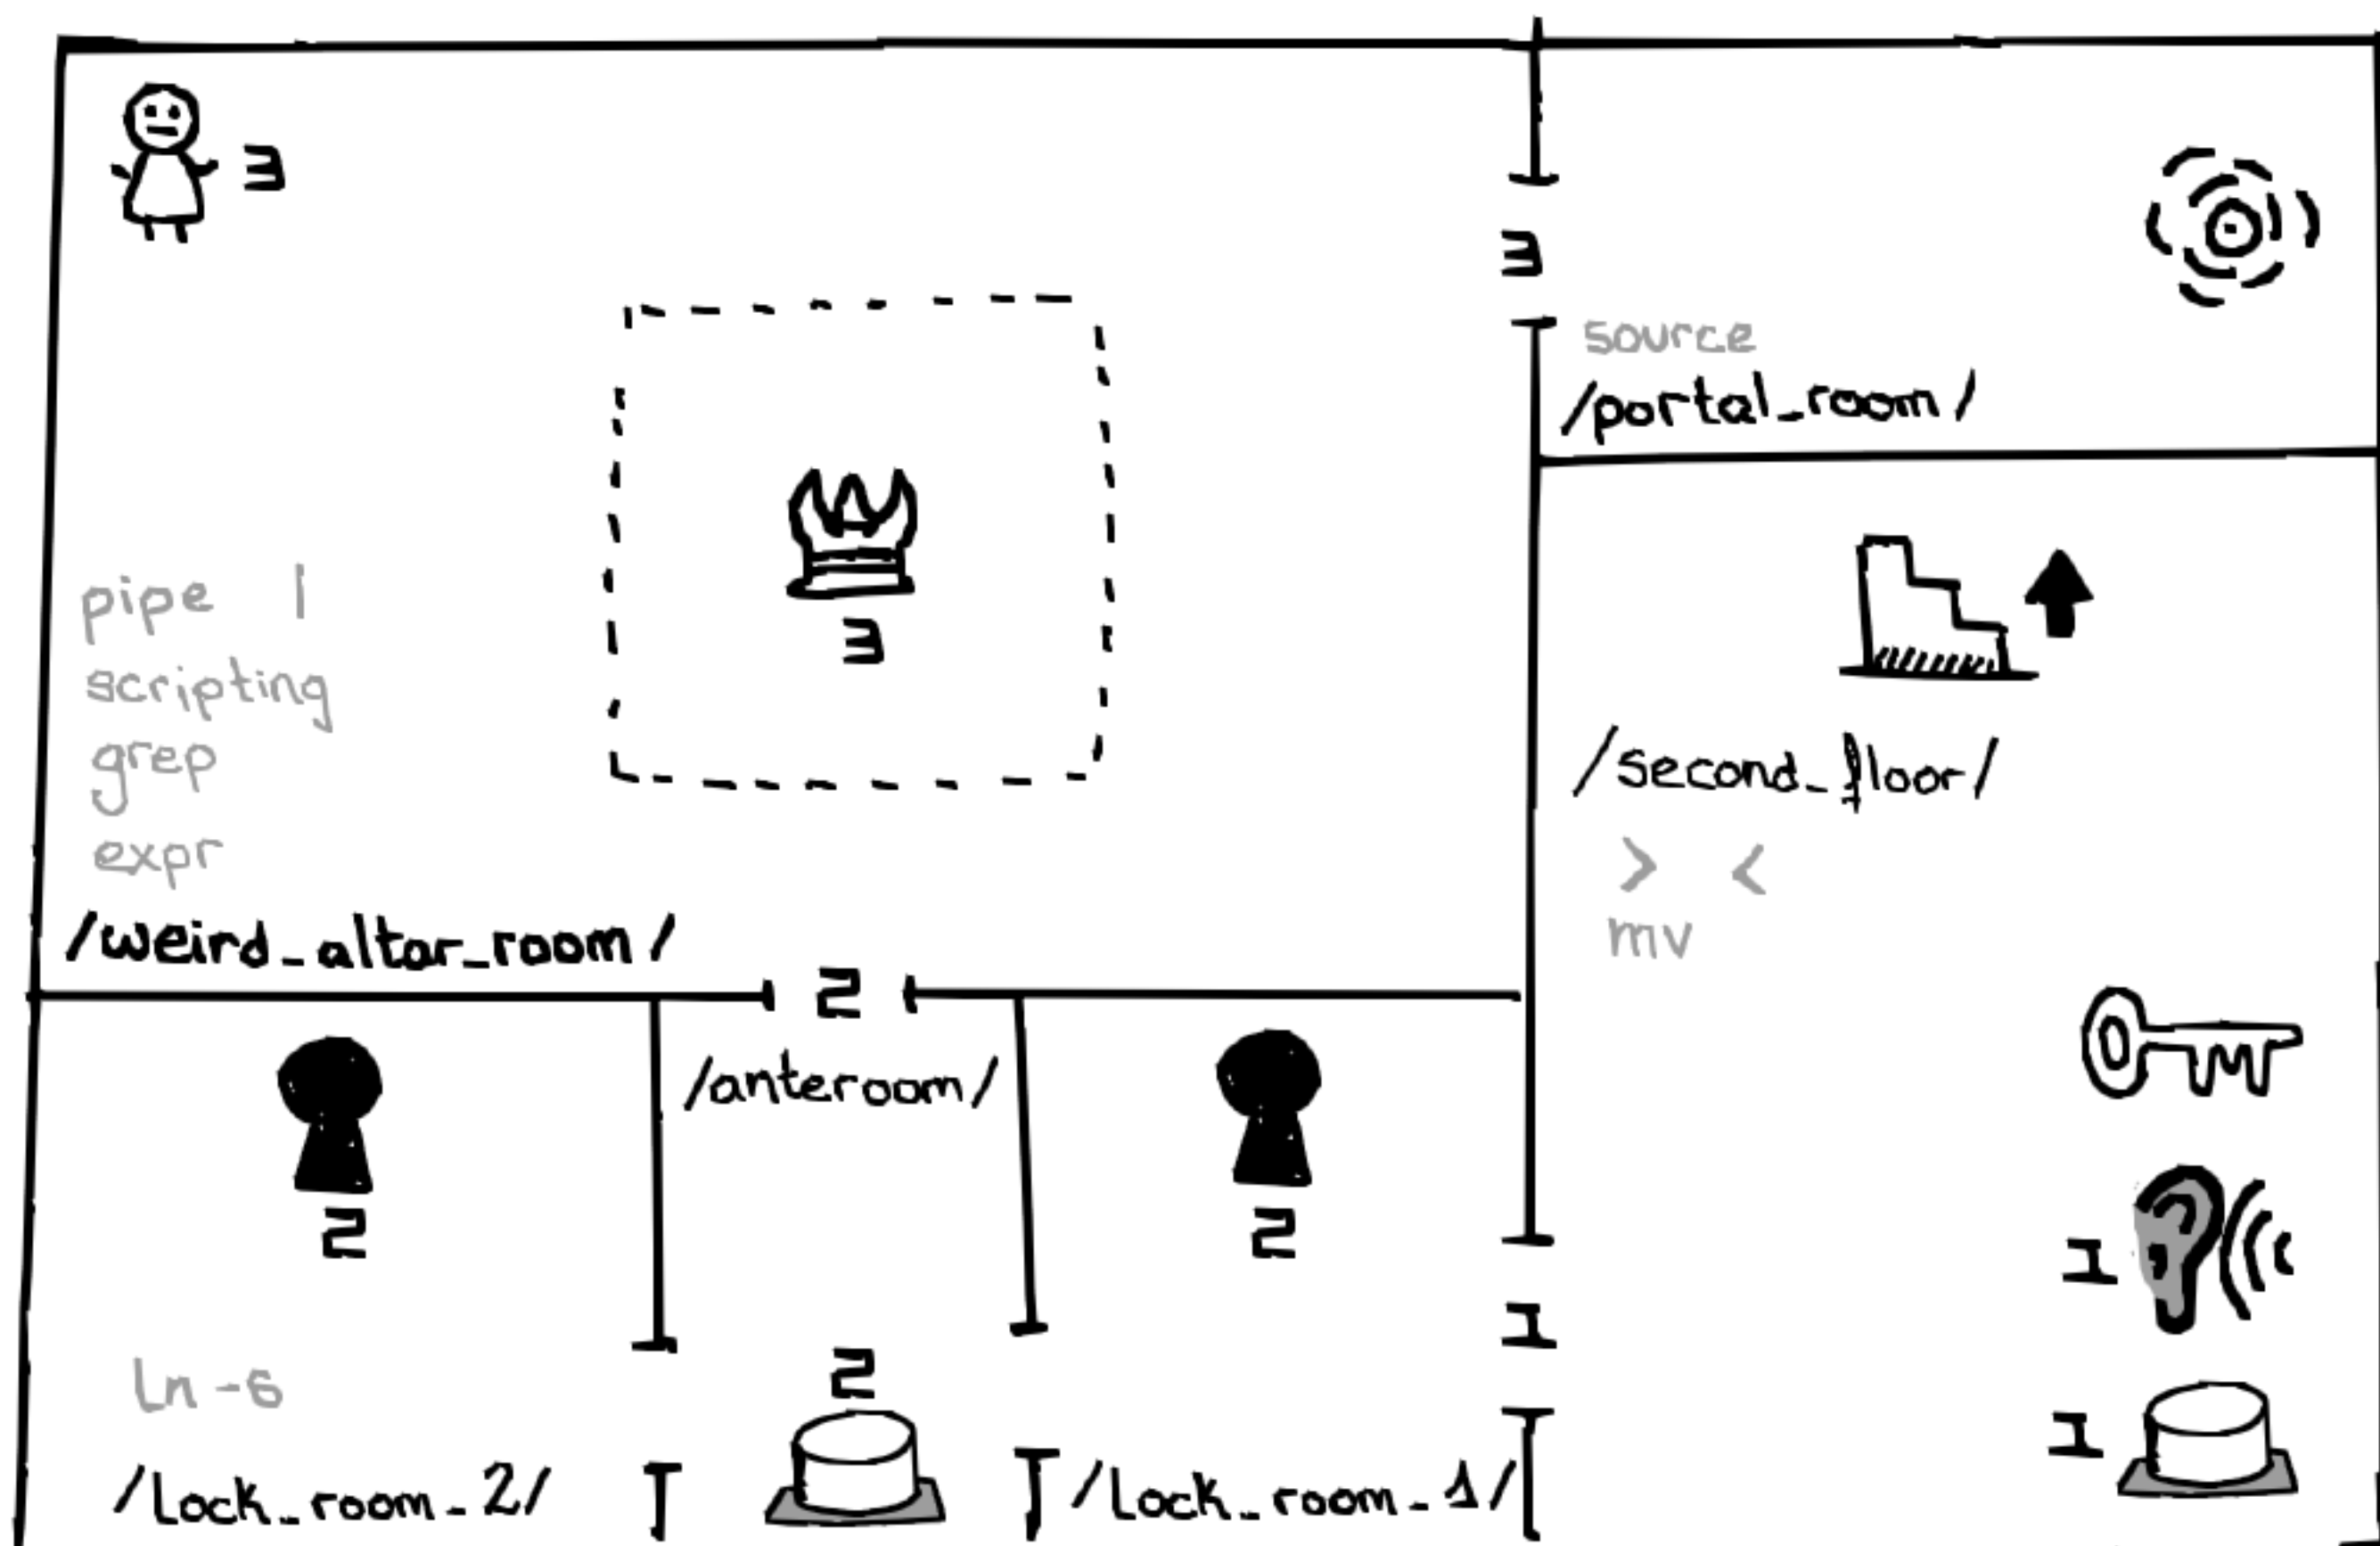 3
3
source
/portal_room/
3
pipe |
scripting
grep
expr
/weird_altar_room/
/second_floor/
> <
mv
2
/anteroom/
2
2
1
1
2
1
ln -s
/lock_room_2/
/lock_room_1/